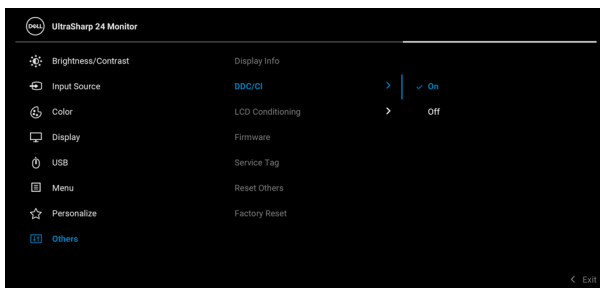 DELL UltraSharp 24 Monitor
Brightness/Contrast Display Info
Input Source DDC/CI On
Color LCD Conditioning Off
Display Firmware
USB Service Tag
Menu Reset Others
Personalize Factory Reset
Others
Exit